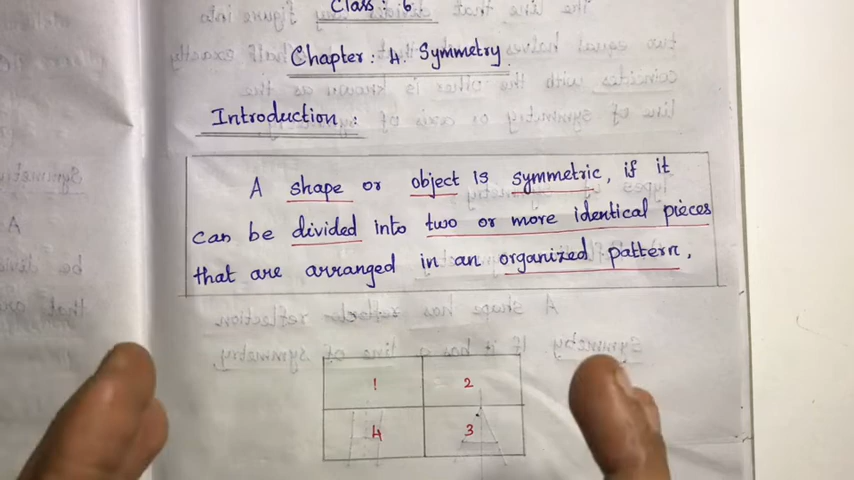 Class : 6
Chapter : 4. Symmetry.
Introduction :
A shape or object is symmetric, if it
can be divided into two or more identical pieces
that are arranged in an organized pattern.
1 2
4 3